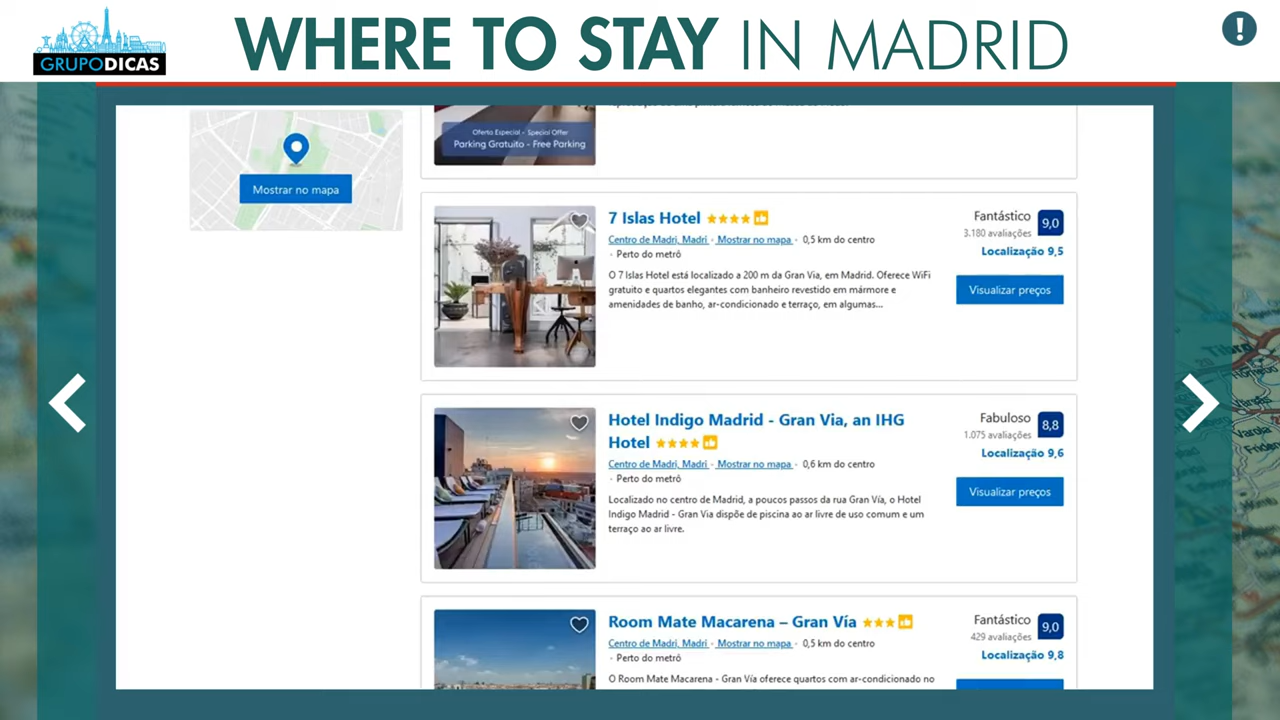 GRUPODICAS
WHERE TO STAY IN MADRID
Oferta Especial - Special Offer
Parking Gratuito - Free Parking
Mostrar no mapa
7 Islas Hotel
Centro de Madri, Madri · Mostrar no mapa · 0,5 km do centro
· Perto do metrô
O 7 Islas Hotel está localizado a 200 m da Gran Via, em Madrid. Oferece WiFi
gratuito e quartos elegantes com banheiro revestido em mármore e
amenidades de banho, ar-condicionado e terraço, em algumas...
Fantástico 9,0
3.180 avaliações
Localização 9,5
Visualizar preços
Hotel Indigo Madrid - Gran Via, an IHG
Hotel
Centro de Madri, Madri · Mostrar no mapa · 0,6 km do centro
· Perto do metrô
Localizado no centro de Madrid, a poucos passos da rua Gran Vía, o Hotel
Indigo Madrid - Gran Via dispõe de piscina ao ar livre de uso comum e um
terraço ao ar livre.
Fabuloso 8,8
1.075 avaliações
Localização 9,6
Visualizar preços
Room Mate Macarena – Gran Vía
Centro de Madri, Madri · Mostrar no mapa · 0,5 km do centro
· Perto do metrô
O Room Mate Macarena - Gran Vía oferece quartos com ar-condicionado no
Fantástico 9,0
429 avaliações
Localização 9,8